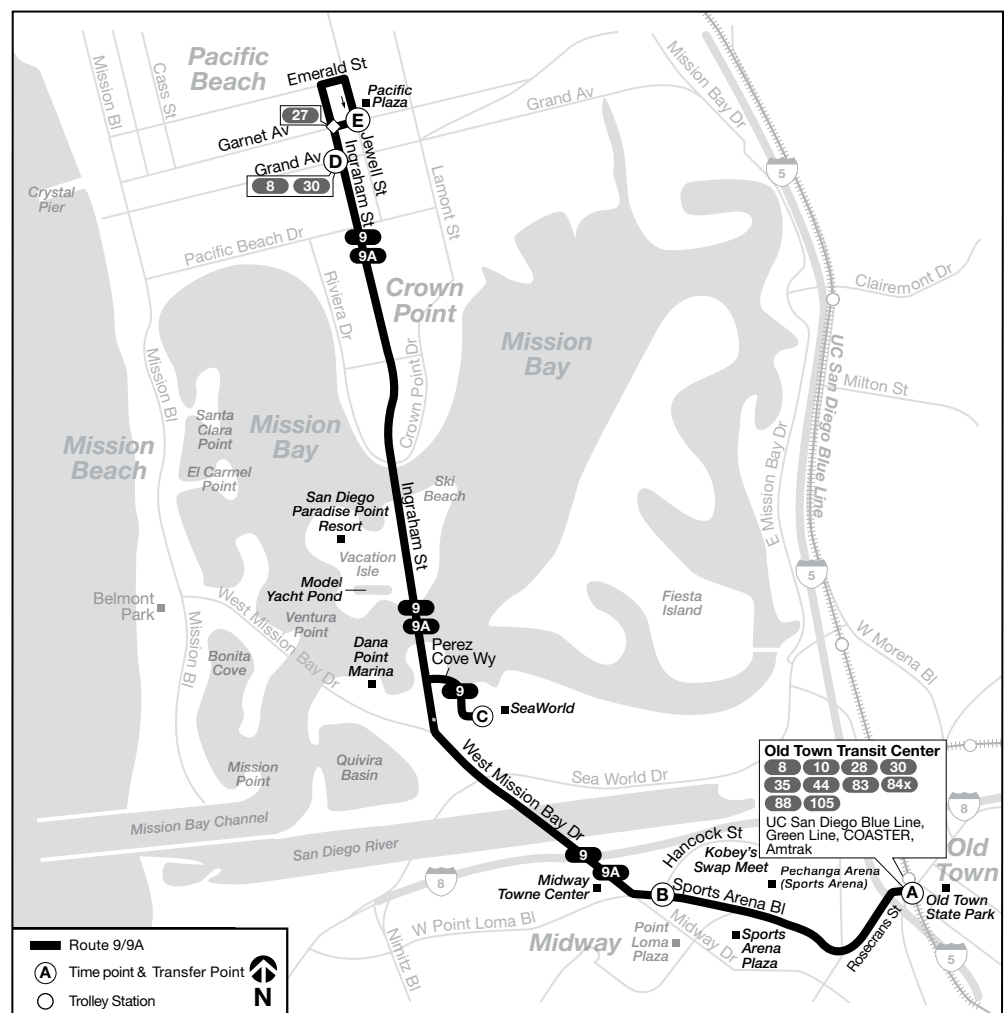 Pacific
Beach
Mission Bl
Cass St
Emerald St
Pacific
Plaza
27
E
Garnet Av
Jewell St
Grand Av
D
Ingraham St
8 30
Grand Av
Mission Bay Dr
5
Crystal
Pier
Lamont St
9
9A
Pacific Beach Dr
Riviera Dr
Crown
Point
Clairemont Dr
Mission
Bay
UC San Diego Blue Line
Milton St
Mission Bl
Crown Point Dr
Santa
Clara
Point
Mission
Bay
Mission
Beach
El Carmel
Point
E Mission Bay Dr
San Diego
Paradise Point
Resort
Ski
Beach
Ingraham St
Vacation
Isle
Model
Yacht Pond
5
Belmont
Park
West Mission Bay Dr
Ventura
Point
9
9A
Fiesta
Island
W Morena Bl
Mission Bl
Bonita
Cove
Dana
Point
Marina
Perez
Cove Wy
9
C
SeaWorld
West Mission Bay Dr
Mission
Point
Quivira
Basin
Sea World Dr
Old Town Transit Center
8 10 28 30
35 44 83 84x
88 105
UC San Diego Blue Line,
Green Line, COASTER,
Amtrak
8
Mission Bay Channel
San Diego River
Hancock St
Kobey's
Swap Meet
Pechanga Arena
(Sports Arena)
Old
Town
9
9A
8
Midway
Towne Center
B
Sports Arena Bl
A
Old Town
State Park
W Point Loma Bl
Nimitz Bl
Midway
Point
Loma
Plaza
Midway Dr
Sports
Arena
Plaza
Rosecrans St
5
Route 9/9A
A Time point & Transfer Point
Trolley Station
N